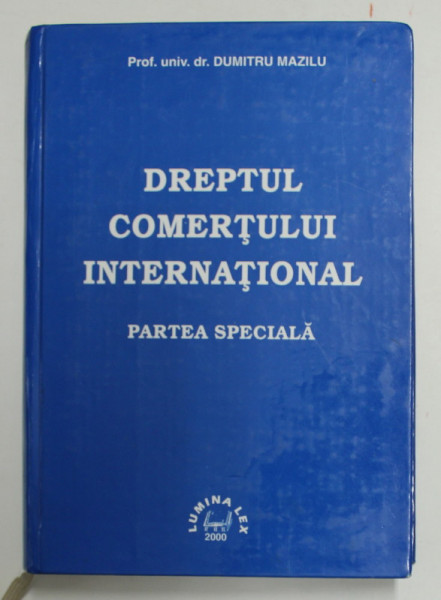 Prof. univ. dr. DUMITRU MAZILU
DREPTUL
COMERŢULUI
INTERNAŢIONAL
PARTEA SPECIALĂ
LUMINA LEX
2000